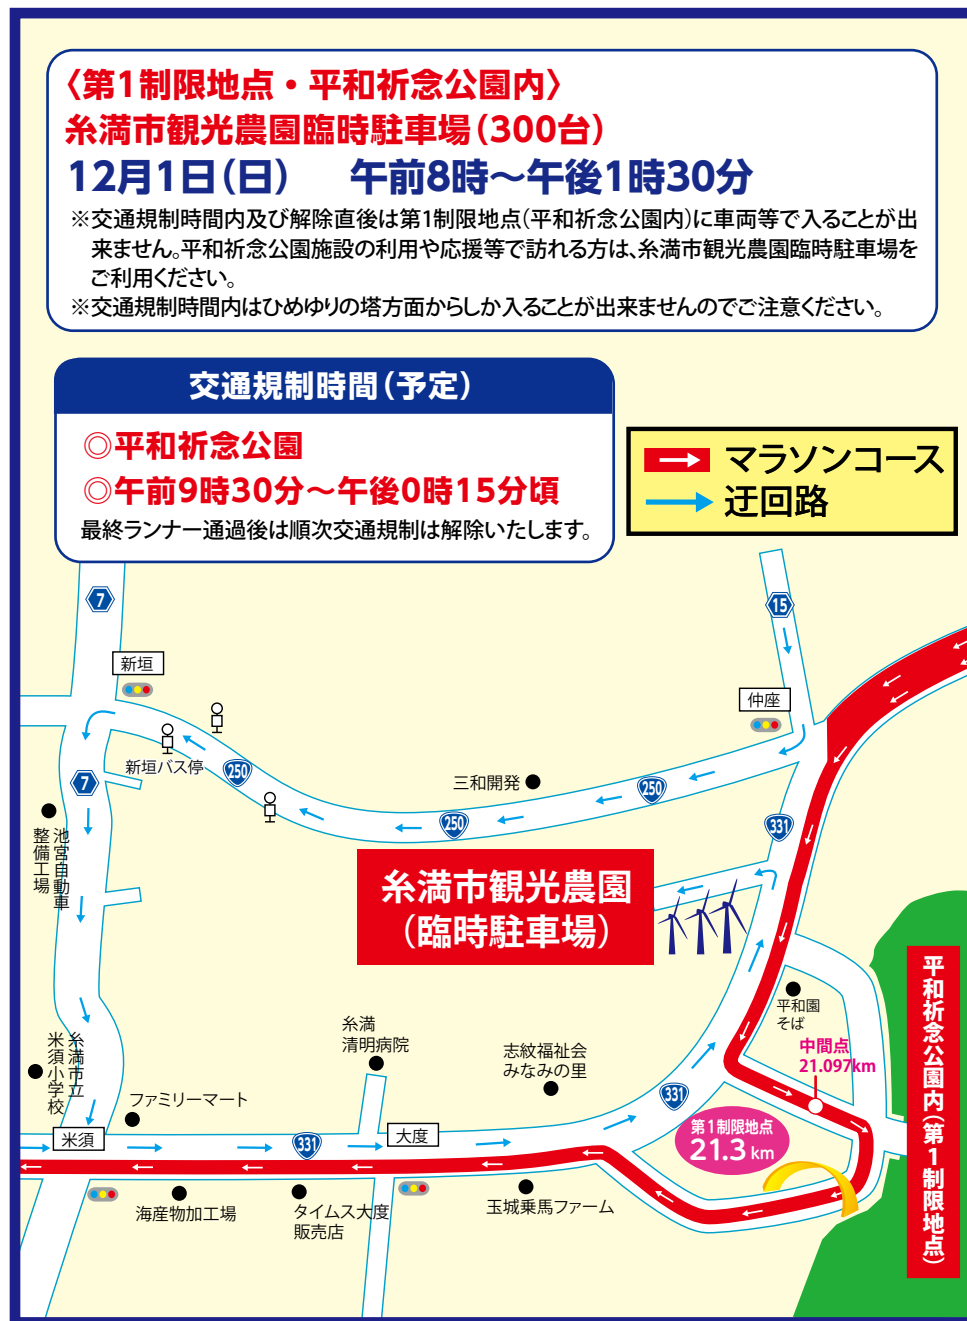 〈第1制限地点・平和祈念公園内〉
糸満市観光農園臨時駐車場(300台)
12月1日(日)　午前8時～午後1時30分
※交通規制時間内及び解除直後は第1制限地点(平和祈念公園内)に車両等で入ることが出
来ません。平和祈念公園施設の利用や応援等で訪れる方は、糸満市観光農園臨時駐車場を
ご利用ください。
※交通規制時間内はひめゆりの塔方面からしか入ることが出来ませんのでご注意ください。
交通規制時間(予定)
◎平和祈念公園
◎午前9時30分～午後0時15分頃
最終ランナー通過後は順次交通規制は解除いたします。
マラソンコース
迂回路
7
15
新垣
仲座
新垣バス停
250
7
三和開発
250
250
331
池宮自動車
整備工場
糸満市観光農園
(臨時駐車場)
平和祈念公園内(第1制限地点)
平和園
そば
中間点
21.097km
糸満
清明病院
志紋福祉会
みなみの里
糸満市立
米須小学校
ファミリーマート
331
第1制限地点
21.3km
米須
331
大度
海産物加工場
タイムス大度
販売店
玉城乗馬ファーム